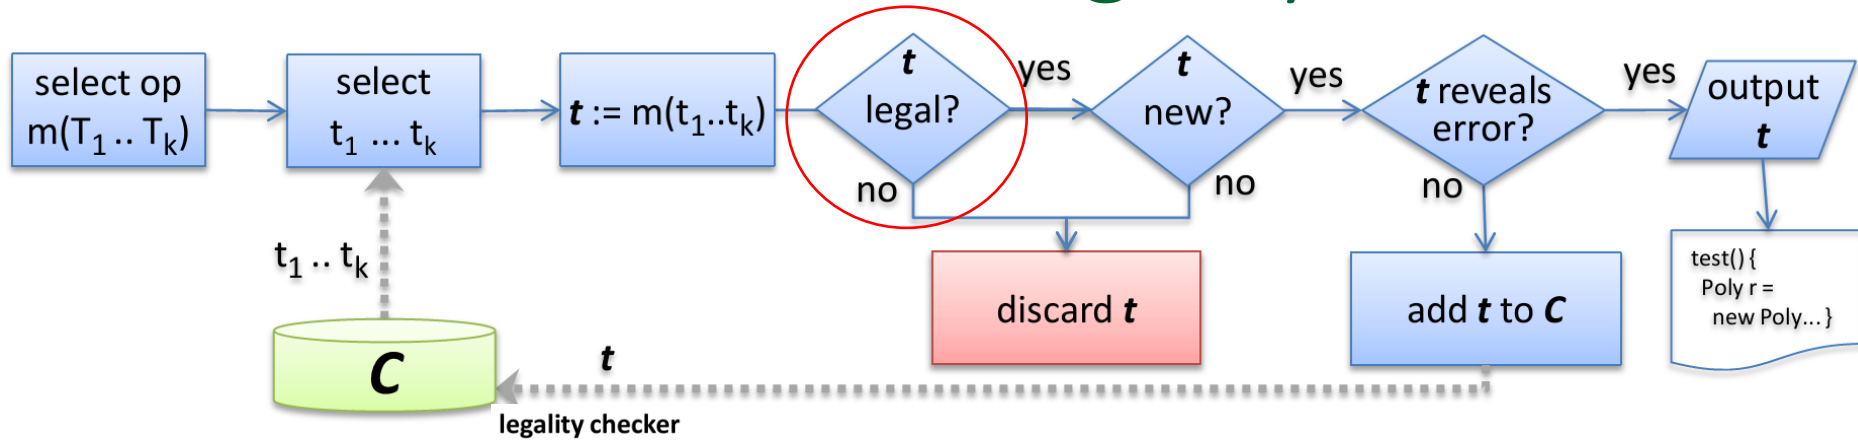 select op
m(T₁ .. Tₖ)
select
t₁ ... tₖ
t := m(t₁..tₖ)
t
legal?
yes
no
t
new?
yes
no
t reveals
error?
yes
no
output
t
test() {
Poly r =
new Poly... }
discard t
add t to C
t₁ .. tₖ
C
t
legality checker